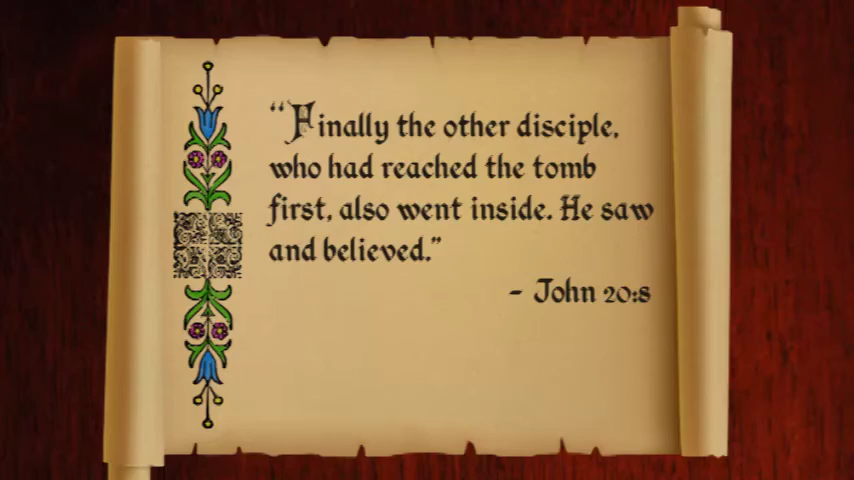 “Finally the other disciple,
who had reached the tomb
first, also went inside. He saw
and believed.”
- John 20:8